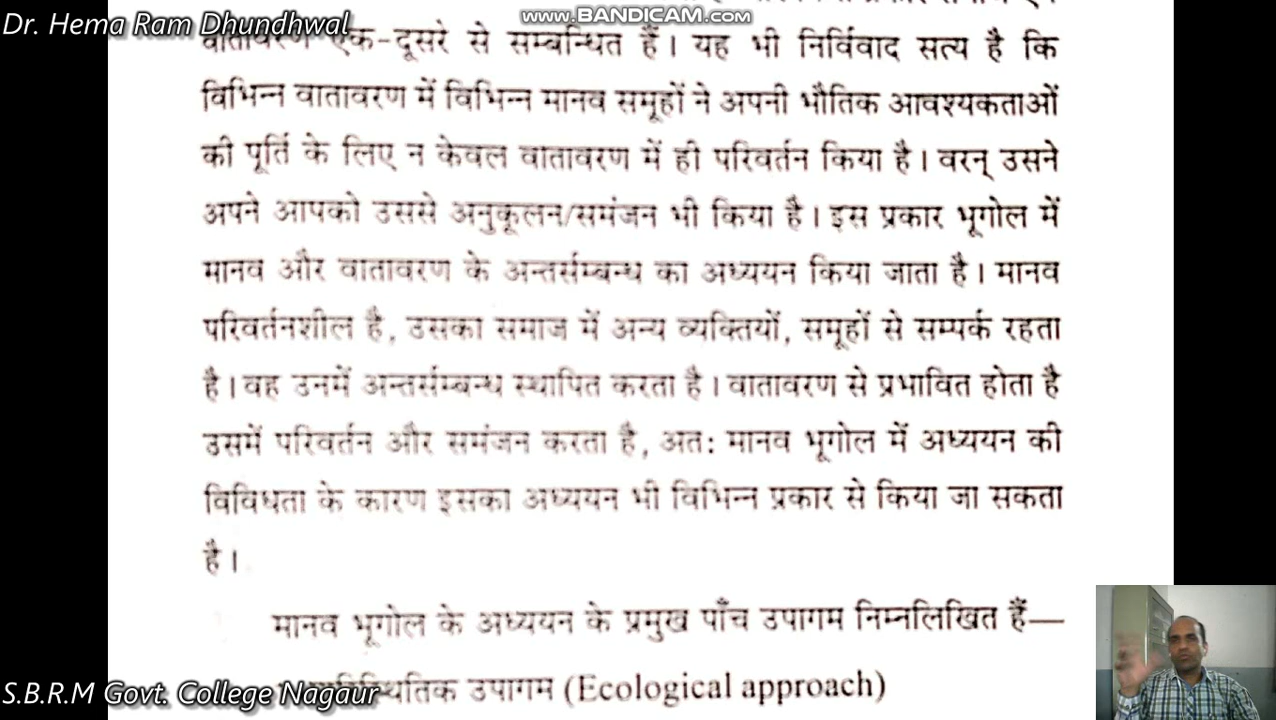 Dr. Hema Ram Dhundhwal
www.BANDICAM.com
एक-दूसरे से सम्बन्धित हैं। यह भी निर्विवाद सत्य है कि
विभिन्न वातावरण में विभिन्न मानव समूहों ने अपनी भौतिक आवश्यकताओं
की पूर्ति के लिए न केवल वातावरण में ही परिवर्तन किया है। वरन् उसने
अपने आपको उससे अनुकूलन/समंजन भी किया है। इस प्रकार भूगोल में
मानव और वातावरण के अन्तर्सम्बन्ध का अध्ययन किया जाता है। मानव
परिवर्तनशील है, उसका समाज में अन्य व्यक्तियों, समूहों से सम्पर्क रहता
है। वह उनमें अन्तर्सम्बन्ध स्थापित करता है। वातावरण से प्रभावित होता है
उसमें परिवर्तन और समंजन करता है, अत: मानव भूगोल में अध्ययन की
विविधता के कारण इसका अध्ययन भी विभिन्न प्रकार से किया जा सकता
है।
मानव भूगोल के अध्ययन के प्रमुख पाँच उपागम निम्नलिखित हैं—
उपागम (Ecological approach)
S.B.R.M Govt. College Nagaur